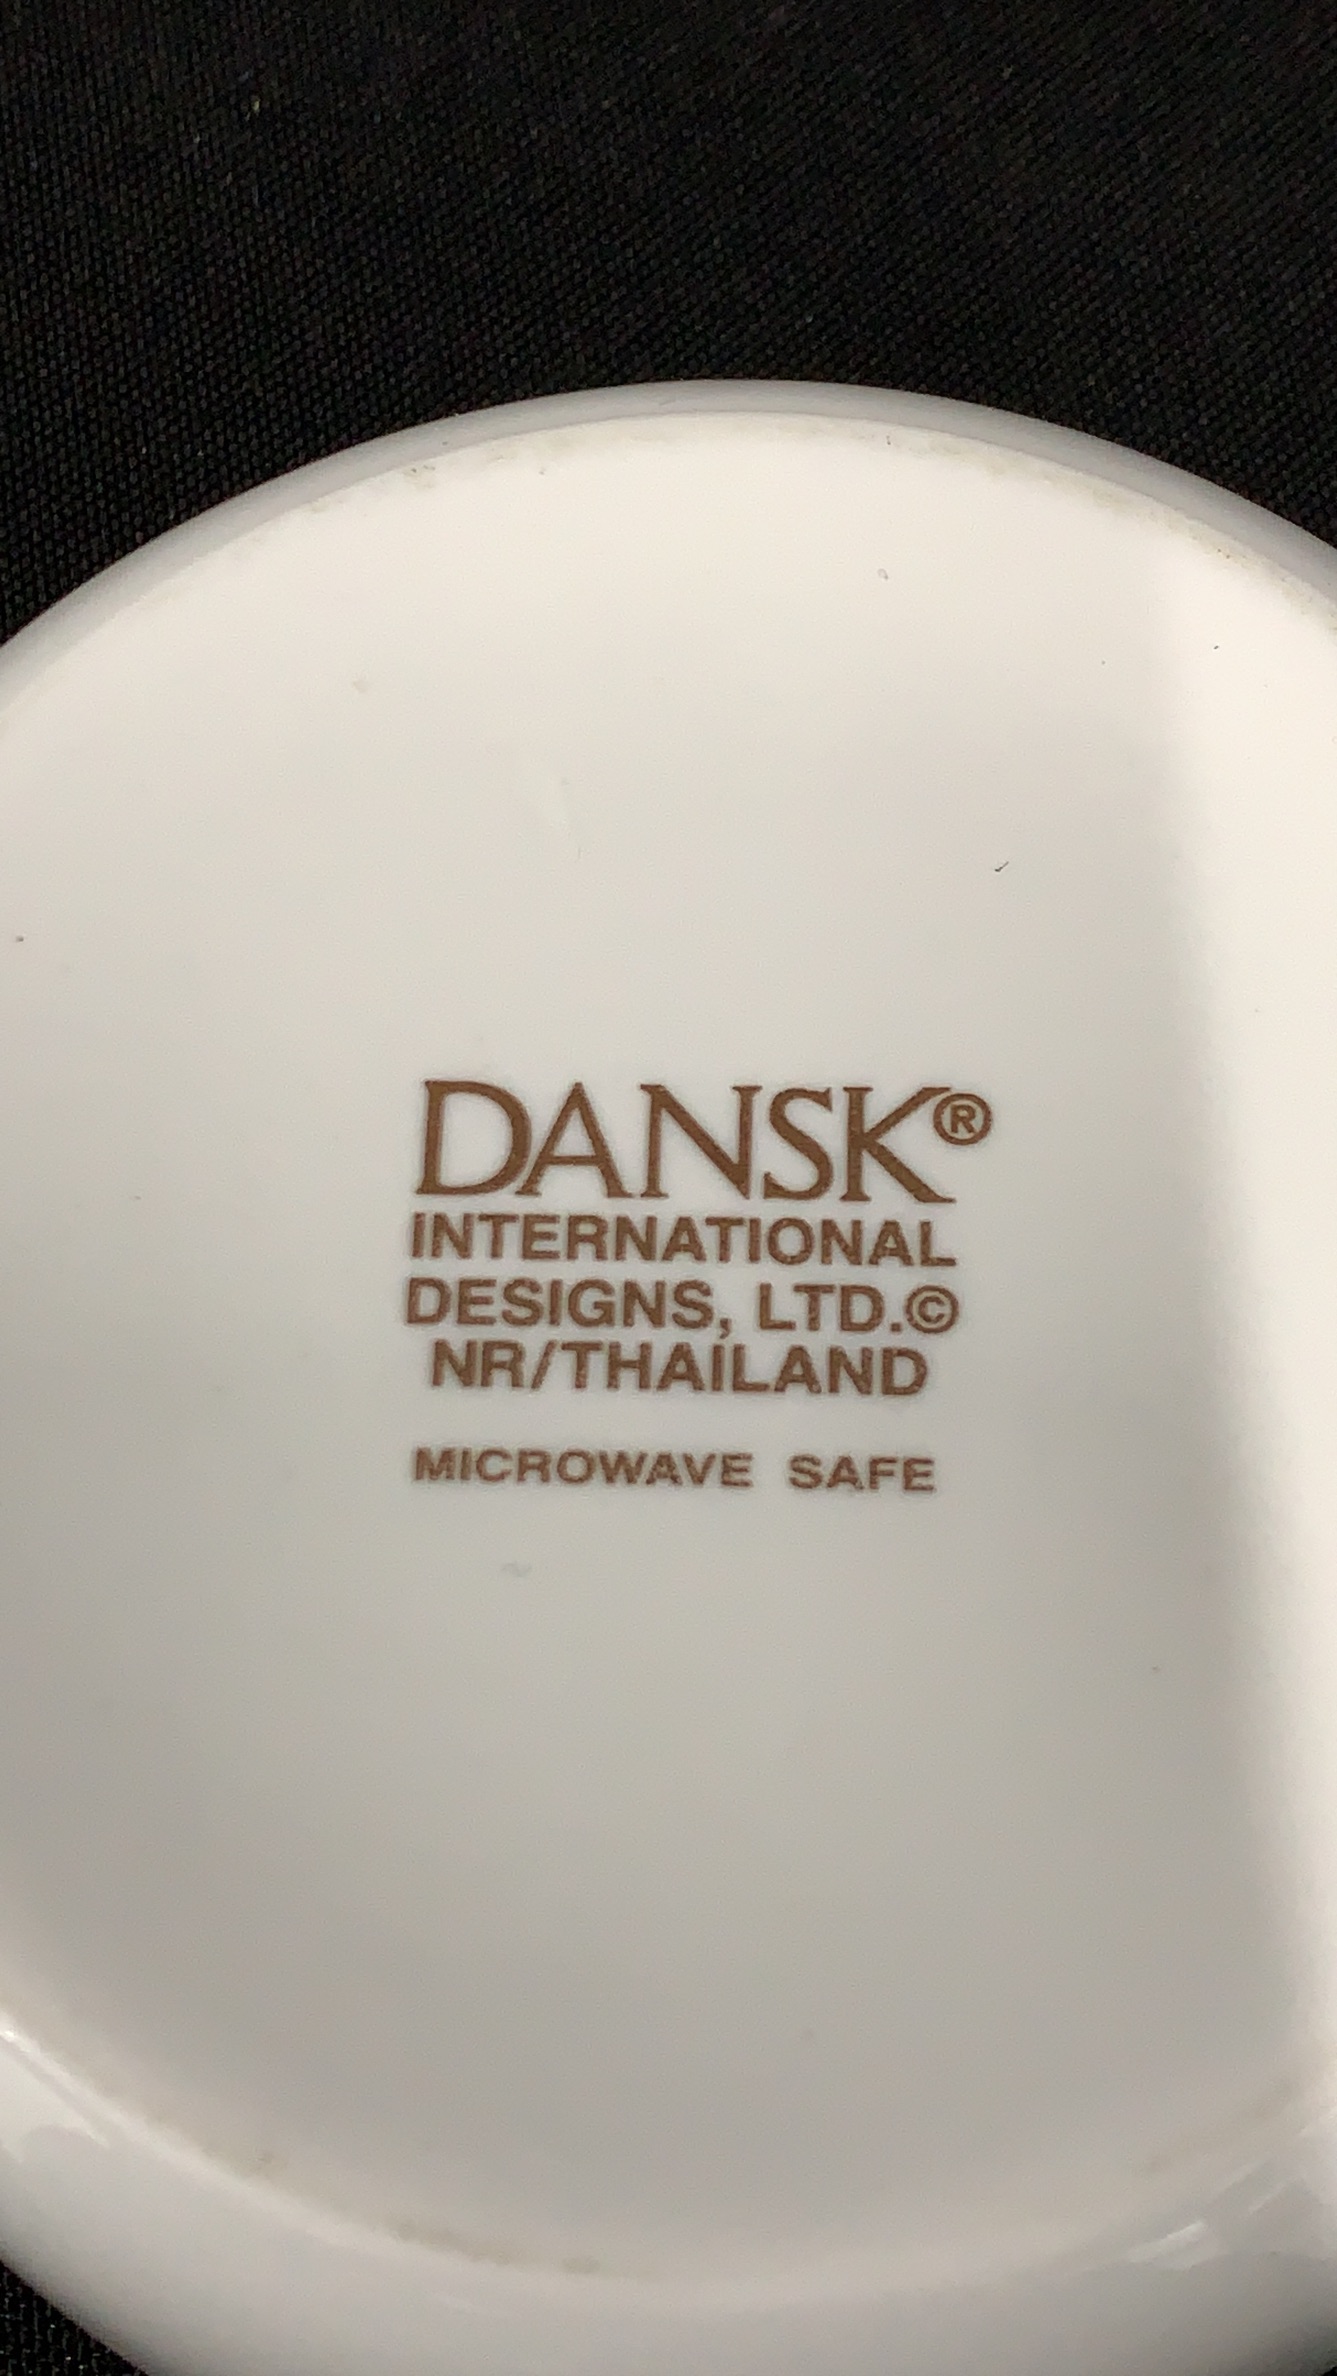 DANSK®
INTERNATIONAL
DESIGNS, LTD.©
NR/THAILAND
MICROWAVE SAFE